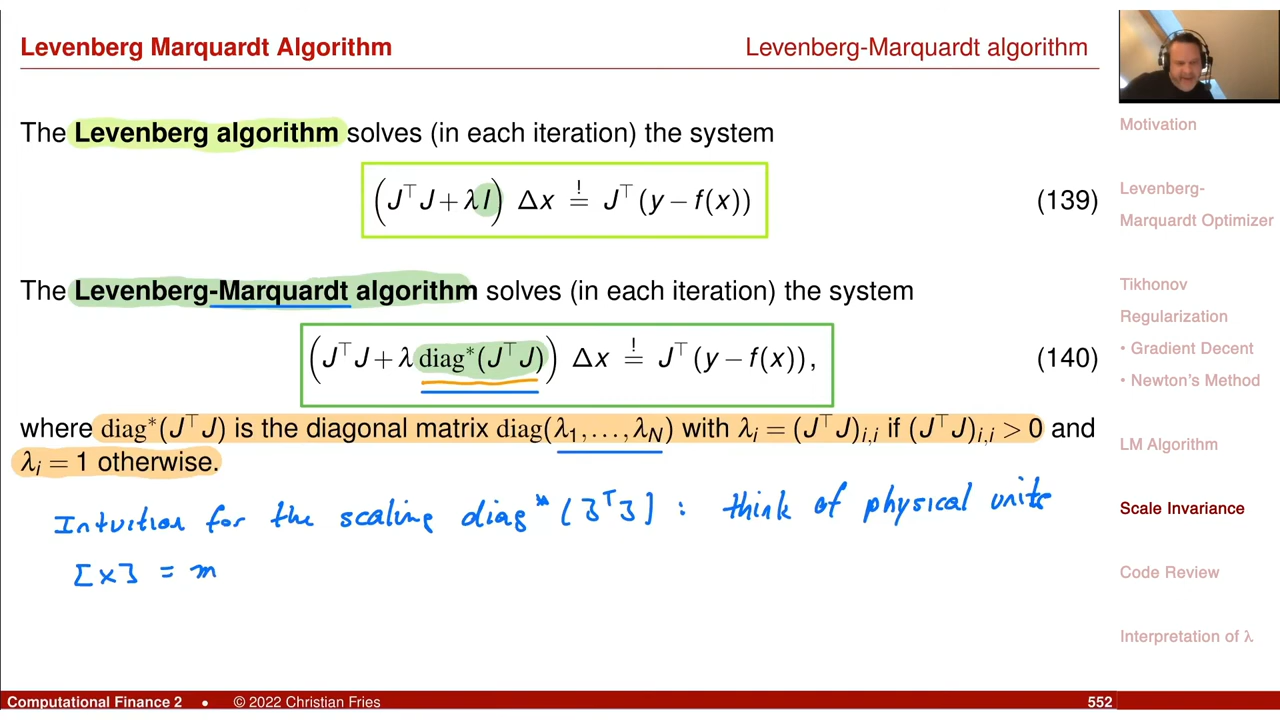 Levenberg Marquardt Algorithm
Levenberg-Marquardt algorithm
The Levenberg algorithm solves (in each iteration) the system
(J⊤J + λI) Δx =! J⊤(y − f(x)) (139)
The Levenberg-Marquardt algorithm solves (in each iteration) the system
(J⊤J + λ diag*(J⊤J)) Δx =! J⊤(y − f(x)), (140)
where diag*(J⊤J) is the diagonal matrix diag(λ₁,…,λ_N) with λᵢ = (J⊤J)ᵢ,ᵢ if (J⊤J)ᵢ,ᵢ > 0 and
λᵢ = 1 otherwise.
Intuition for the scaling diag*(J⊤J): think of physical units
[x] = m
Motivation
Levenberg-
Marquardt Optimizer
Tikhonov
Regularization
• Gradient Decent
• Newton's Method
LM Algorithm
Scale Invariance
Code Review
Interpretation of λ
Computational Finance 2 • © 2022 Christian Fries 552